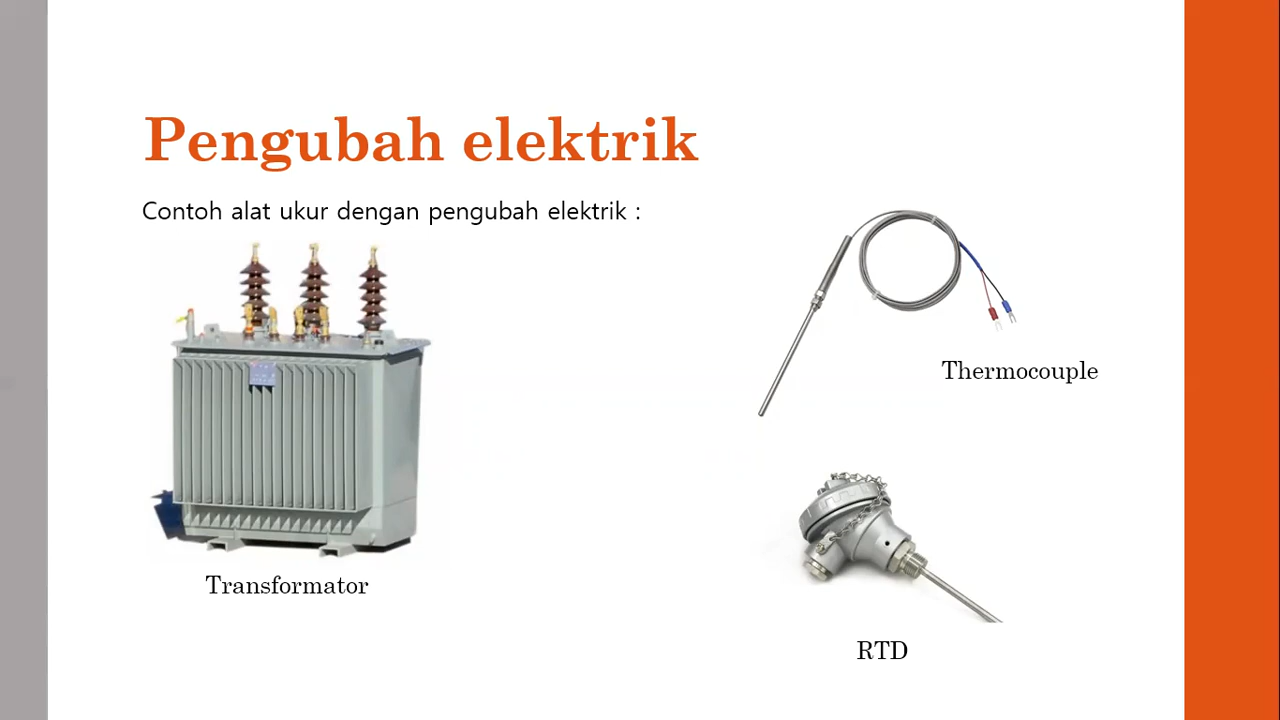 Pengubah elektrik
Contoh alat ukur dengan pengubah elektrik :
Thermocouple
Transformator
RTD